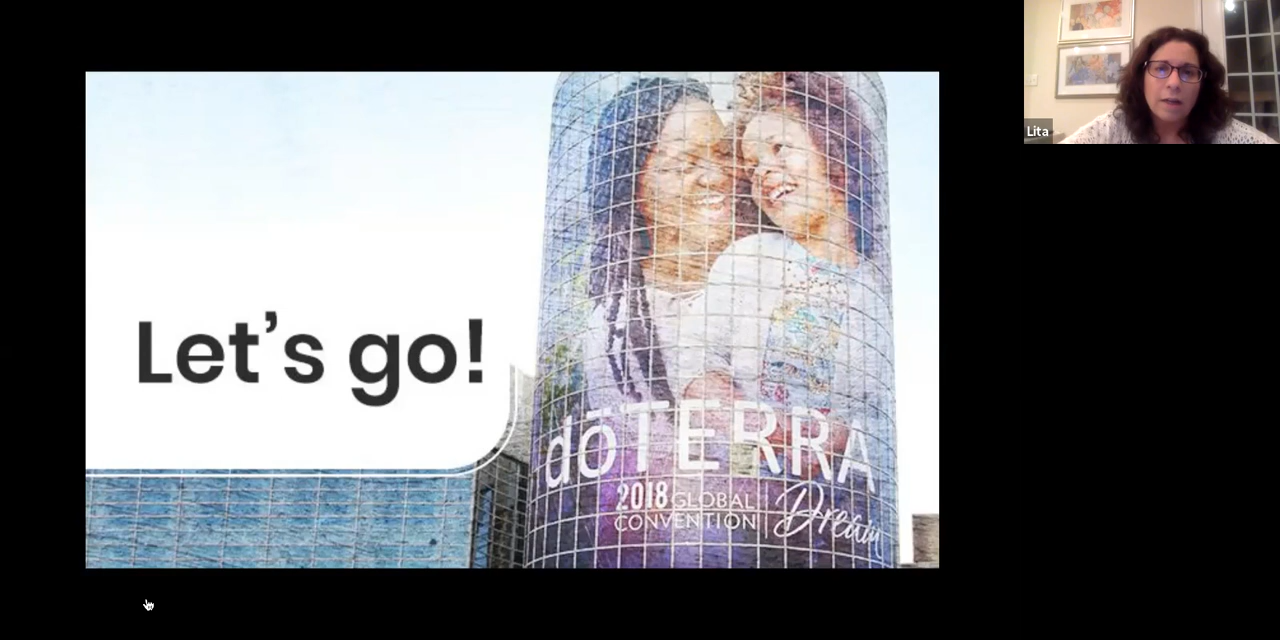 Let's go!
dōTERRA
2018 GLOBAL
CONVENTION
Dream
Lita